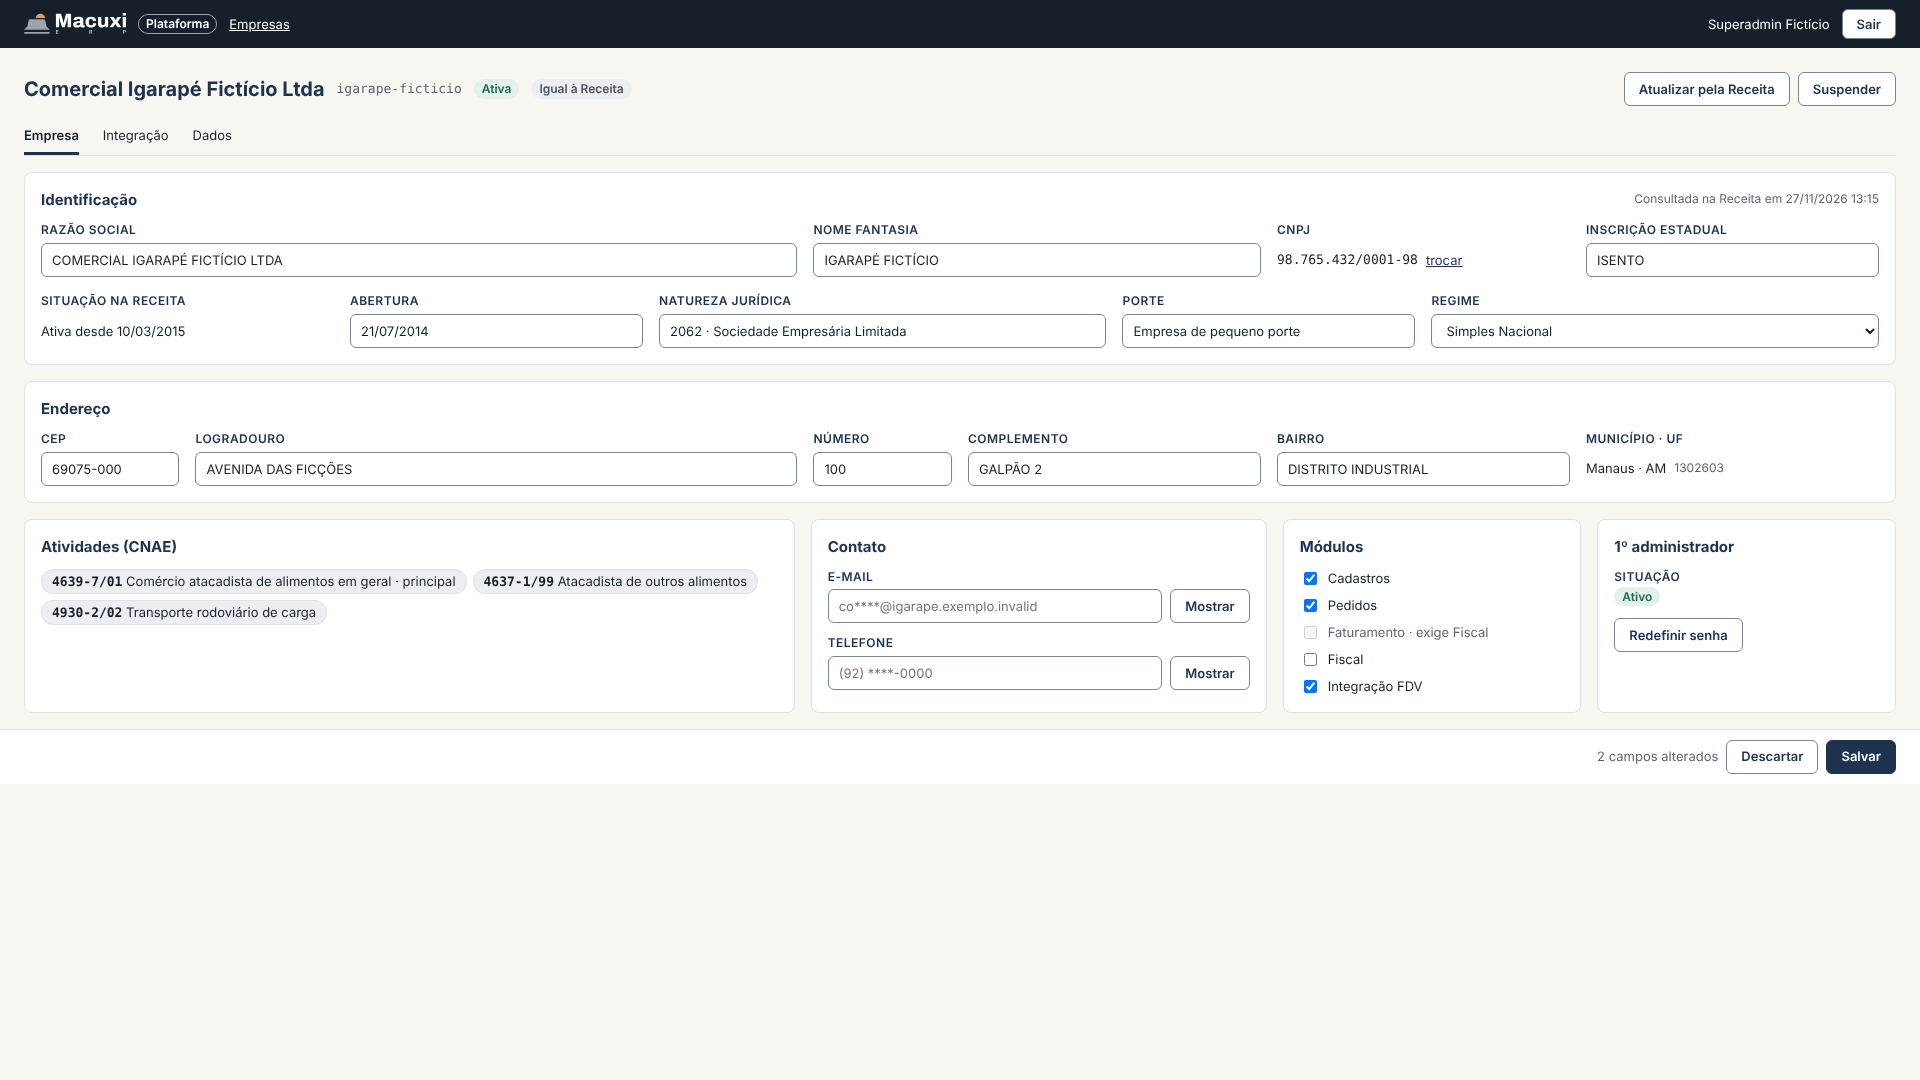 Macuxi Plataforma Empresas Superadmin Fictício Sair
E R P
Comercial Igarapé Fictício Ltda igarape-ficticio Ativa Igual à Receita Atualizar pela Receita Suspender
Empresa Integração Dados
Identificação Consultada na Receita em 27/11/2026 13:15
RAZÃO SOCIAL NOME FANTASIA CNPJ INSCRIÇÃO ESTADUAL
COMERCIAL IGARAPÉ FICTÍCIO LTDA IGARAPÉ FICTÍCIO 98.765.432/0001-98 trocar ISENTO
SITUAÇÃO NA RECEITA ABERTURA NATUREZA JURÍDICA PORTE REGIME
Ativa desde 10/03/2015 21/07/2014 2062 · Sociedade Empresária Limitada Empresa de pequeno porte Simples Nacional
Endereço
CEP LOGRADOURO NÚMERO COMPLEMENTO BAIRRO MUNICÍPIO · UF
69075-000 AVENIDA DAS FICÇÕES 100 GALPÃO 2 DISTRITO INDUSTRIAL Manaus · AM 1302603
Atividades (CNAE)
4639-7/01 Comércio atacadista de alimentos em geral · principal 4637-1/99 Atacadista de outros alimentos
4930-2/02 Transporte rodoviário de carga
Contato
E-MAIL
co****@igarape.exemplo.invalid Mostrar
TELEFONE
(92) ****-0000 Mostrar
Módulos
Cadastros
Pedidos
Faturamento · exige Fiscal
Fiscal
Integração FDV
1º administrador
SITUAÇÃO
Ativo
Redefinir senha
2 campos alterados Descartar Salvar